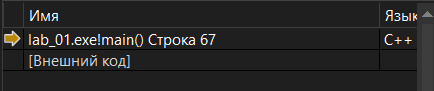 Имя Язык
lab_01.exe!main() Строка 67 C++
[Внешний код]